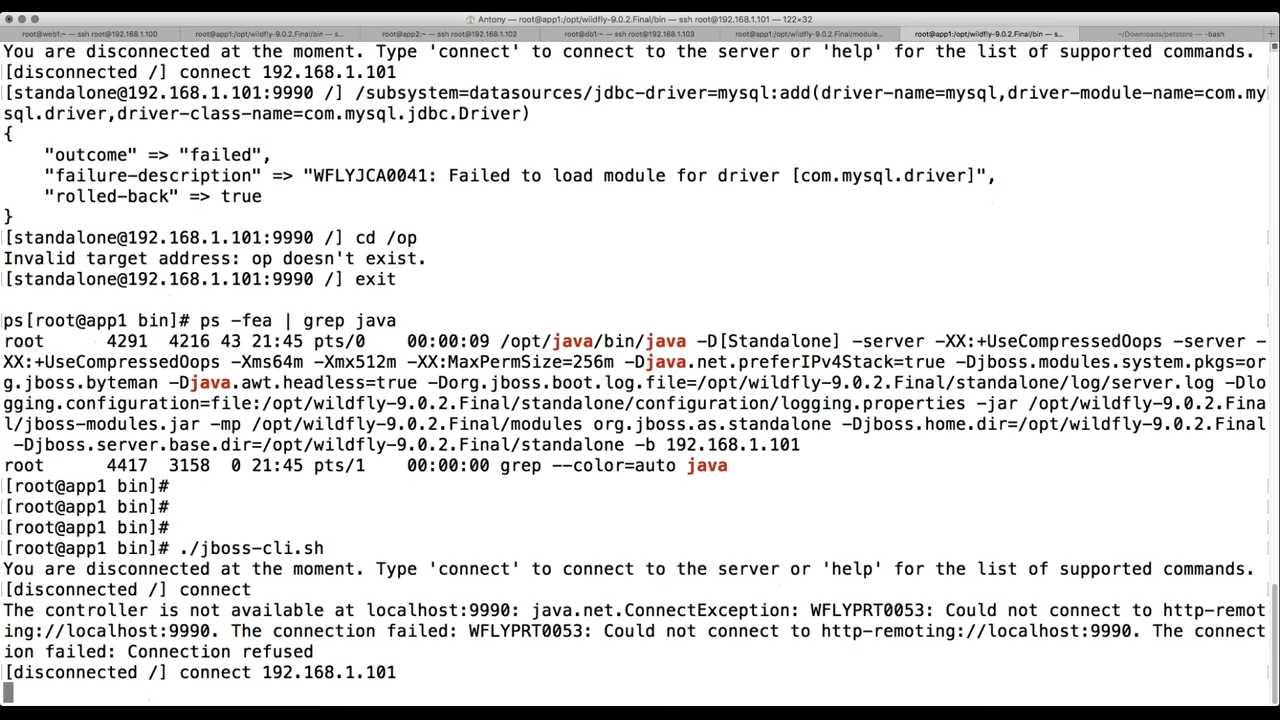 Antony — root@app1:/opt/wildfly-9.0.2.Final/bin — ssh root@192.168.1.101 — 122×32
root@web1:~ — ssh root@192.168.1.100
root@app1:/opt/wildfly-9.0.2.Final/bin — s...
root@app2:~ — ssh root@192.168.1.102
root@db1:~ — ssh root@192.168.1.103
root@app1:/opt/wildfly-9.0.2.Final/module...
root@app1:/opt/wildfly-9.0.2.Final/bin — s...
~/Downloads/petstore — -bash
You are disconnected at the moment. Type 'connect' to connect to the server or 'help' for the list of supported commands.
[disconnected /] connect 192.168.1.101
[standalone@192.168.1.101:9990 /] /subsystem=datasources/jdbc-driver=mysql:add(driver-name=mysql,driver-module-name=com.my
sql.driver,driver-class-name=com.mysql.jdbc.Driver)
{
    "outcome" => "failed",
    "failure-description" => "WFLYJCA0041: Failed to load module for driver [com.mysql.driver]",
    "rolled-back" => true
}
[standalone@192.168.1.101:9990 /] cd /op
Invalid target address: op doesn't exist.
[standalone@192.168.1.101:9990 /] exit
ps[root@app1 bin]# ps -fea | grep java
root      4291  4216 43 21:45 pts/0    00:00:09 /opt/java/bin/java -D[Standalone] -server -XX:+UseCompressedOops -server -
XX:+UseCompressedOops -Xms64m -Xmx512m -XX:MaxPermSize=256m -Djava.net.preferIPv4Stack=true -Djboss.modules.system.pkgs=or
g.jboss.byteman -Djava.awt.headless=true -Dorg.jboss.boot.log.file=/opt/wildfly-9.0.2.Final/standalone/log/server.log -Dlo
gging.configuration=file:/opt/wildfly-9.0.2.Final/standalone/configuration/logging.properties -jar /opt/wildfly-9.0.2.Fina
l/jboss-modules.jar -mp /opt/wildfly-9.0.2.Final/modules org.jboss.as.standalone -Djboss.home.dir=/opt/wildfly-9.0.2.Final
 -Djboss.server.base.dir=/opt/wildfly-9.0.2.Final/standalone -b 192.168.1.101
root      4417  3158  0 21:45 pts/1    00:00:00 grep --color=auto java
[root@app1 bin]#
[root@app1 bin]#
[root@app1 bin]#
[root@app1 bin]# ./jboss-cli.sh
You are disconnected at the moment. Type 'connect' to connect to the server or 'help' for the list of supported commands.
[disconnected /] connect
The controller is not available at localhost:9990: java.net.ConnectException: WFLYPRT0053: Could not connect to http-remot
ing://localhost:9990. The connection failed: WFLYPRT0053: Could not connect to http-remoting://localhost:9990. The connect
ion failed: Connection refused
[disconnected /] connect 192.168.1.101